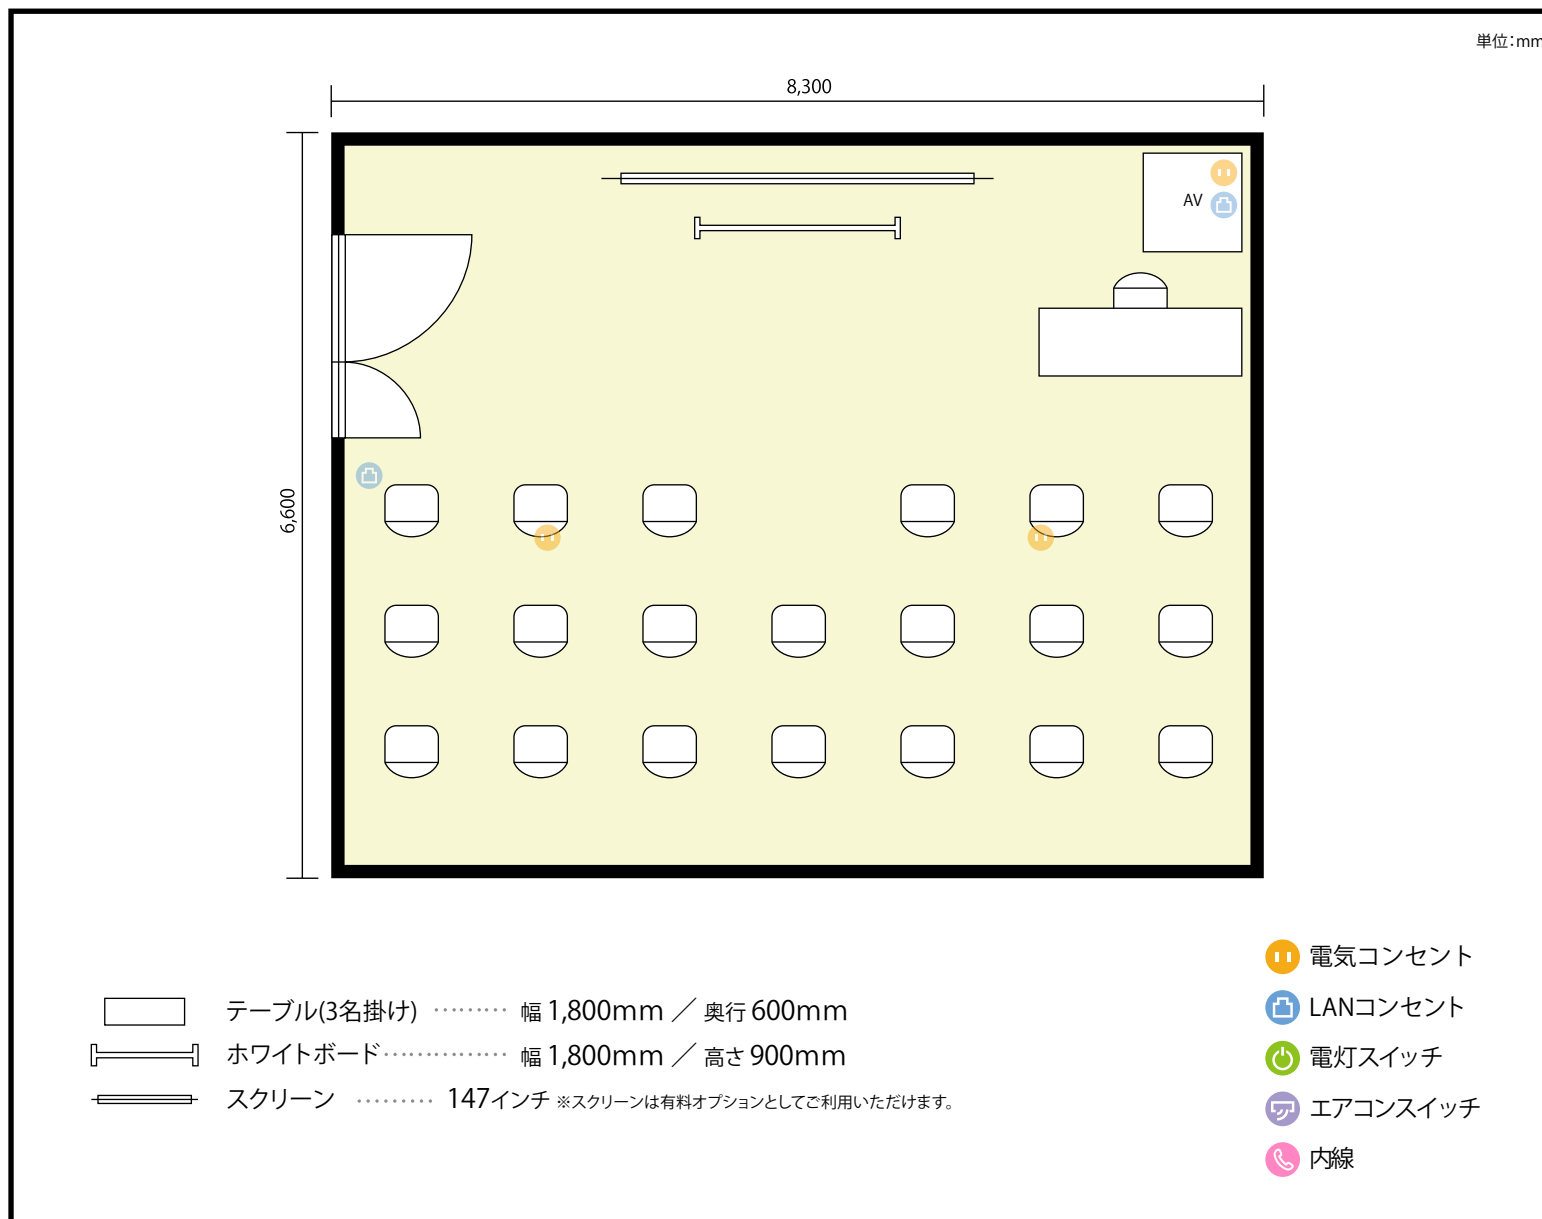 単位：mm
8,300
AV
6,600
電気コンセント
LANコンセント
電灯スイッチ
エアコンスイッチ
内線
テーブル(3名掛け) ……… 幅 1,800mm ／ 奥行 600mm
ホワイトボード…………… 幅 1,800mm ／ 高さ 900mm
スクリーン ……… 147インチ ※スクリーンは有料オプションとしてご利用いただけます。